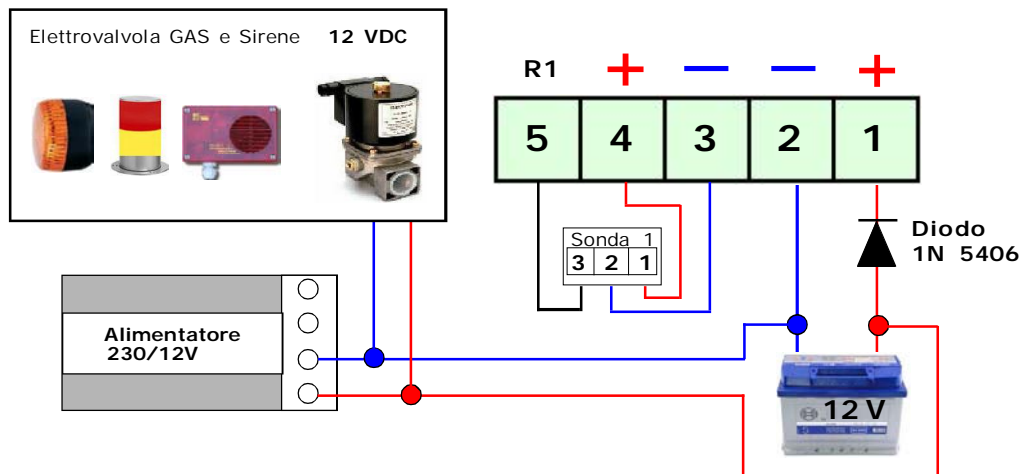 Elettrovalvola GAS e Sirene 12 VDC
R1 + − − +
5 4 3 2 1
Sonda 1
3 2 1
Diodo
1N 5406
Alimentatore
230/12V
12 V